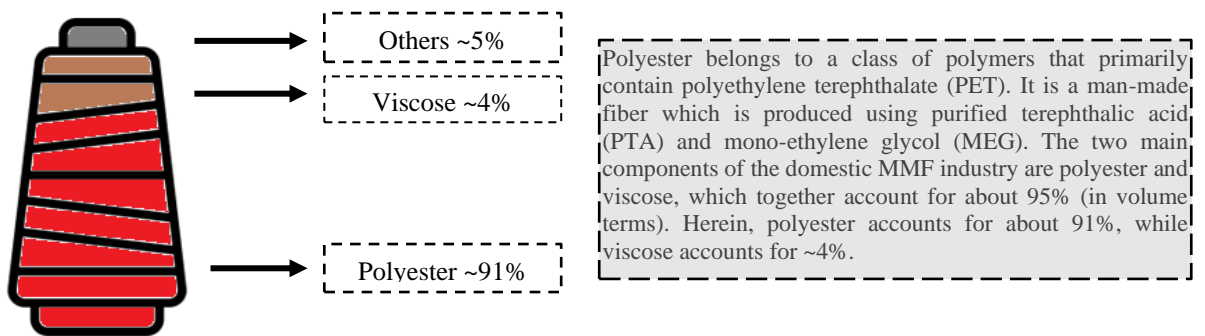 Others ~5%
Viscose ~4%
Polyester ~91%
Polyester belongs to a class of polymers that primarily
contain polyethylene terephthalate (PET). It is a man-made
fiber which is produced using purified terephthalic acid
(PTA) and mono-ethylene glycol (MEG). The two main
components of the domestic MMF industry are polyester and
viscose, which together account for about 95% (in volume
terms). Herein, polyester accounts for about 91%, while
viscose accounts for ~4%.